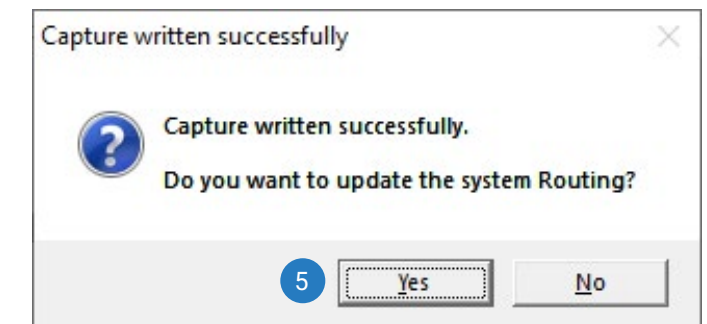 Capture written successfully
Capture written successfully.
Do you want to update the system Routing?
5 Yes No